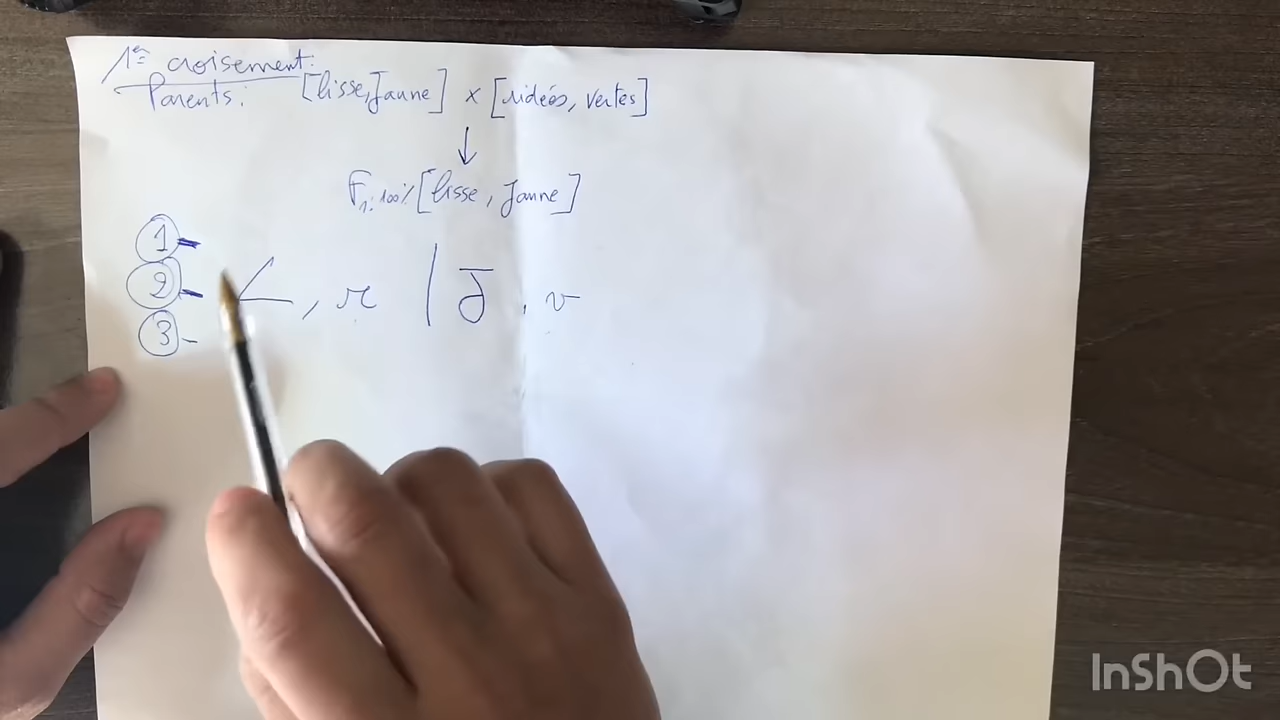 1er croisement:
Parents: [lisse, Jaune] x [ridées, vertes]
↓
F1: 100% [lisse, Jaune]
1 -
2 - L, r | J, v
3 -
InShOt